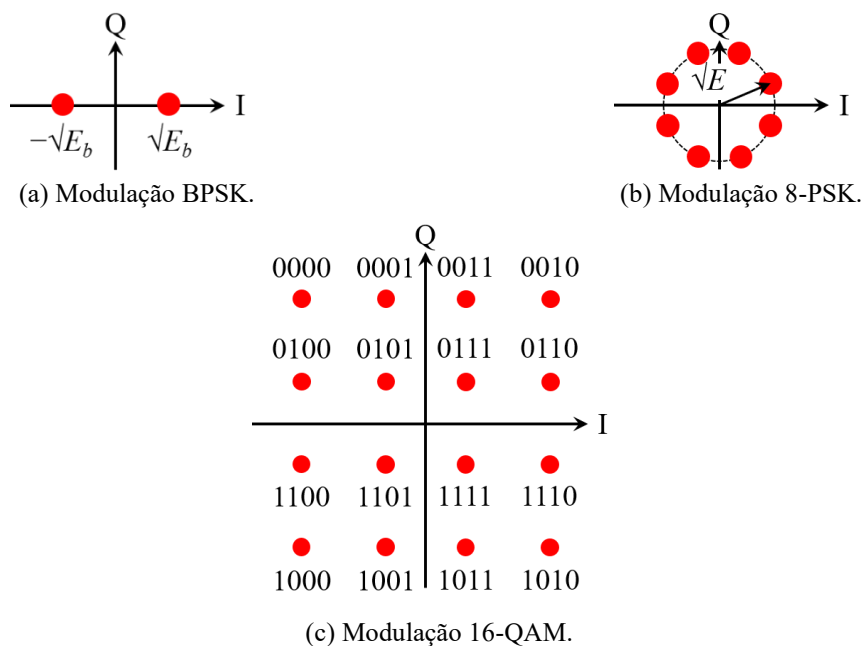 Q
I
−√E_b √E_b
(a) Modulação BPSK.
Q
√E
I
(b) Modulação 8-PSK.
Q
0000 0001 0011 0010
0100 0101 0111 0110
I
1100 1101 1111 1110
1000 1001 1011 1010
(c) Modulação 16-QAM.